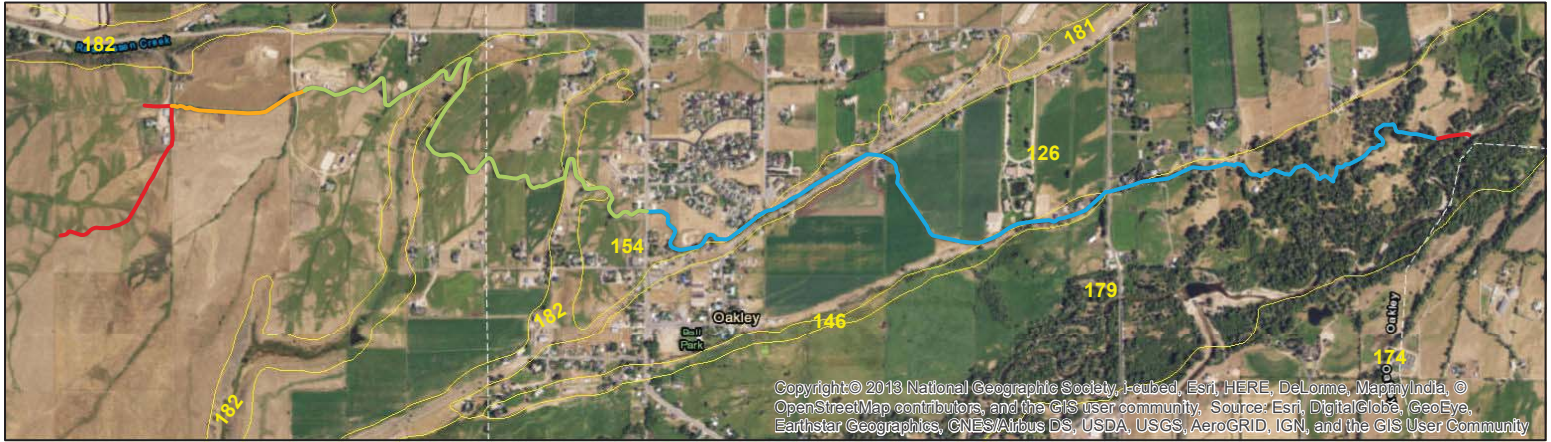 182
181
126
154
Oakley
Ball
Park
146
182
179
Oakley
174
182
Copyright:© 2013 National Geographic Society, i-cubed, Esri, HERE, DeLorme, MapmyIndia, ©
OpenStreetMap contributors, and the GIS user community, Source: Esri, DigitalGlobe, GeoEye,
Earthstar Geographics, CNES/Airbus DS, USDA, USGS, AeroGRID, IGN, and the GIS User Community